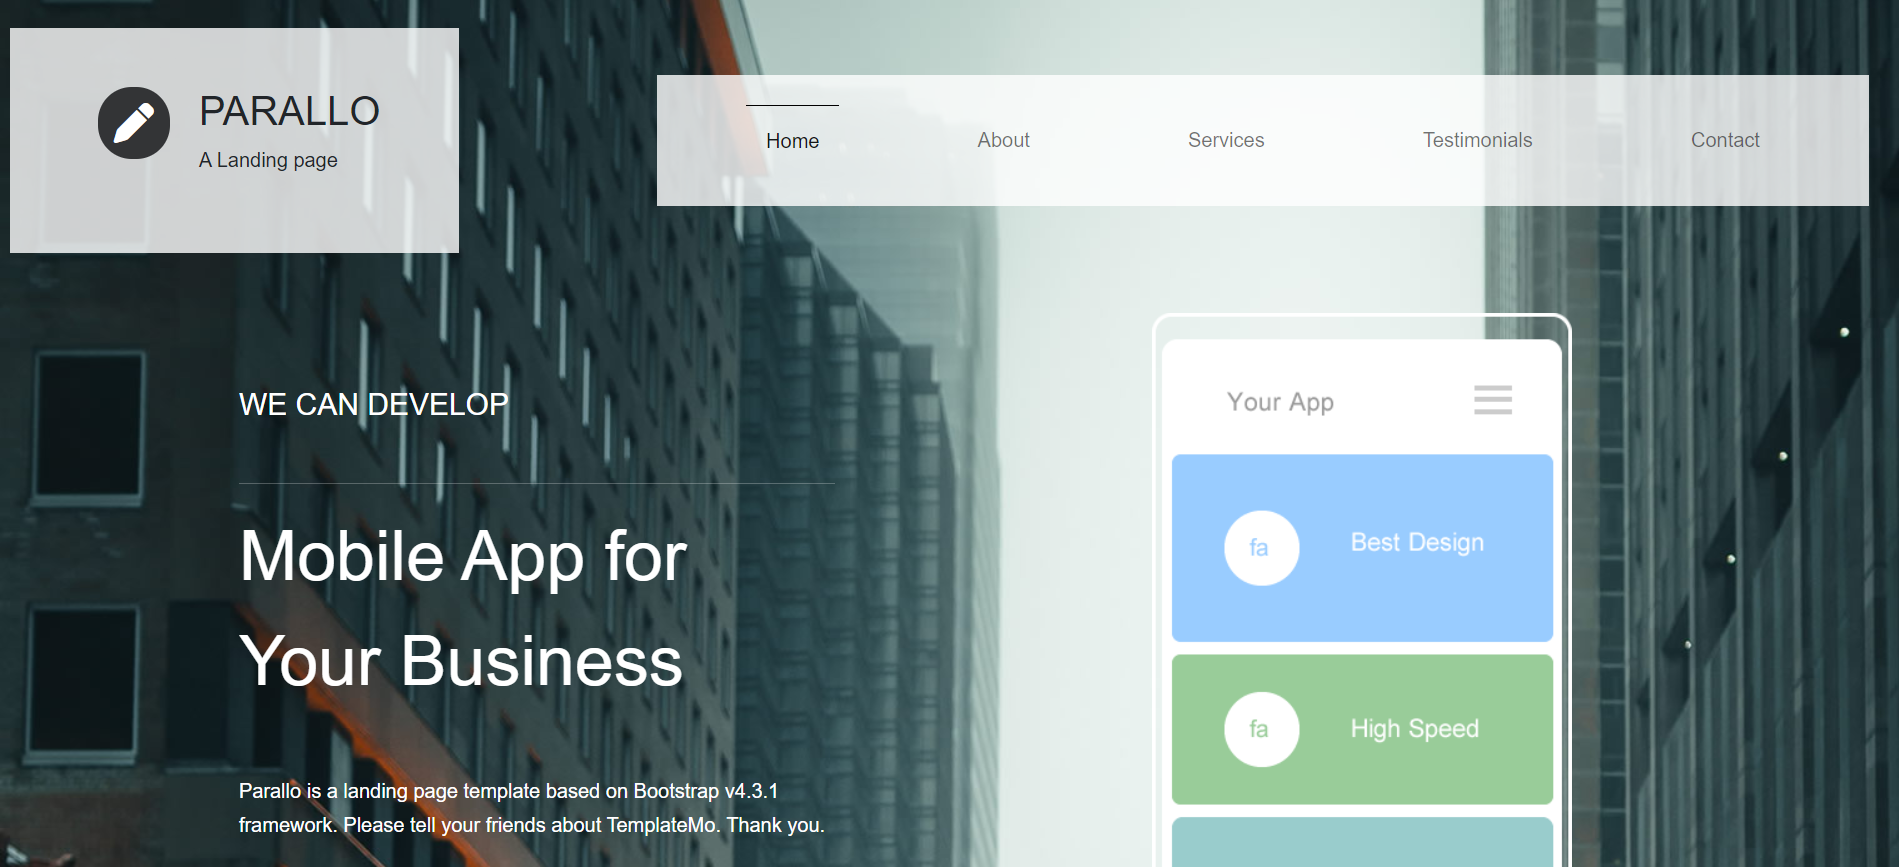 PARALLO
A Landing page
Home
About
Services
Testimonials
Contact
WE CAN DEVELOP
Mobile App for
Your Business
Parallo is a landing page template based on Bootstrap v4.3.1
framework. Please tell your friends about TemplateMo. Thank you.
Your App
fa
Best Design
fa
High Speed